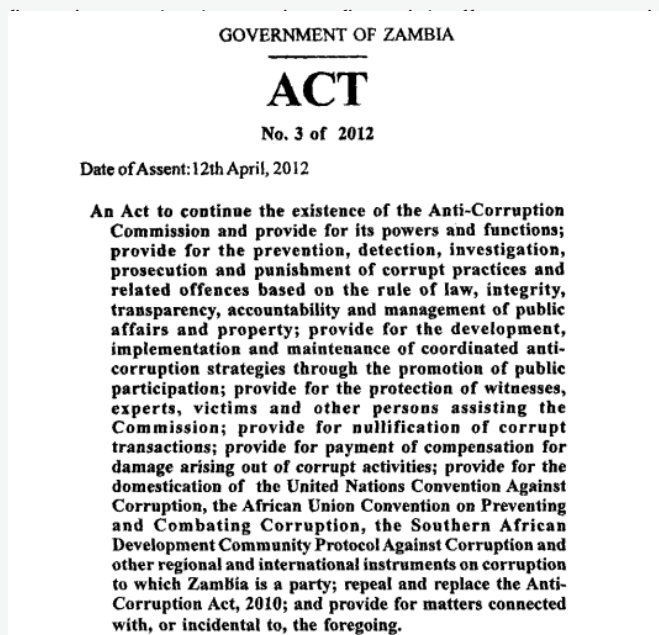 GOVERNMENT OF ZAMBIA
ACT
No. 3 of 2012
Date of Assent: 12th April, 2012
An Act to continue the existence of the Anti-Corruption
Commission and provide for its powers and functions;
provide for the prevention, detection, investigation,
prosecution and punishment of corrupt practices and
related offences based on the rule of law, integrity,
transparency, accountability and management of public
affairs and property; provide for the development,
implementation and maintenance of coordinated anti-
corruption strategies through the promotion of public
participation; provide for the protection of witnesses,
experts, victims and other persons assisting the
Commission; provide for nullification of corrupt
transactions; provide for payment of compensation for
damage arising out of corrupt activities; provide for the
domestication of the United Nations Convention Against
Corruption, the African Union Convention on Preventing
and Combating Corruption, the Southern African
Development Community Protocol Against Corruption and
other regional and international instruments on corruption
to which Zambia is a party; repeal and replace the Anti-
Corruption Act, 2010; and provide for matters connected
with, or incidental to, the foregoing.